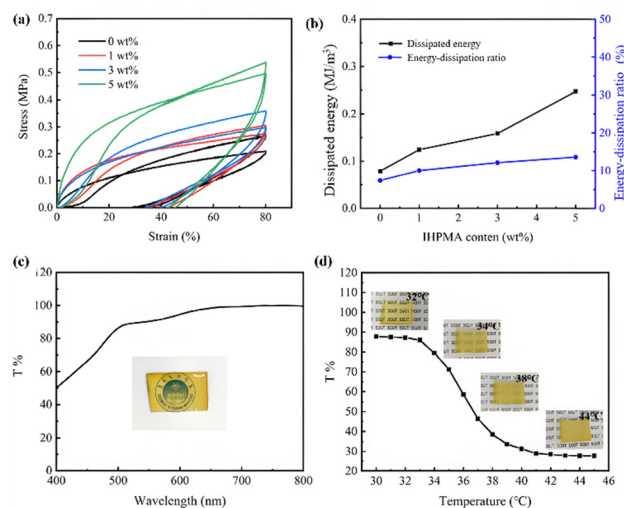 (a)
0.7
0.6
0.5
0.4
0.3
0.2
0.1
0.0
Stress (MPa)
0 wt%
1 wt%
3 wt%
5 wt%
0 20 40 60 80 100
Strain (%)
(b)
0.4
0.3
0.2
0.1
0.0
Dissipated energy (MJ/m³)
Dissipated energy
Energy-dissipation ratio
50
40
30
20
10
0
Energy-dissipation ratio (%)
0 1 2 3 4 5
IHPMA conten (wt%)
(c)
120
100
80
60
40
20
0
T %
400 500 600 700 800
Wavelength (nm)
(d)
120
110
100
90
80
70
60
50
40
30
20
T %
32°C
34°C
38°C
44°C
30 32 34 36 38 40 42 44 46
Temperature (°C)